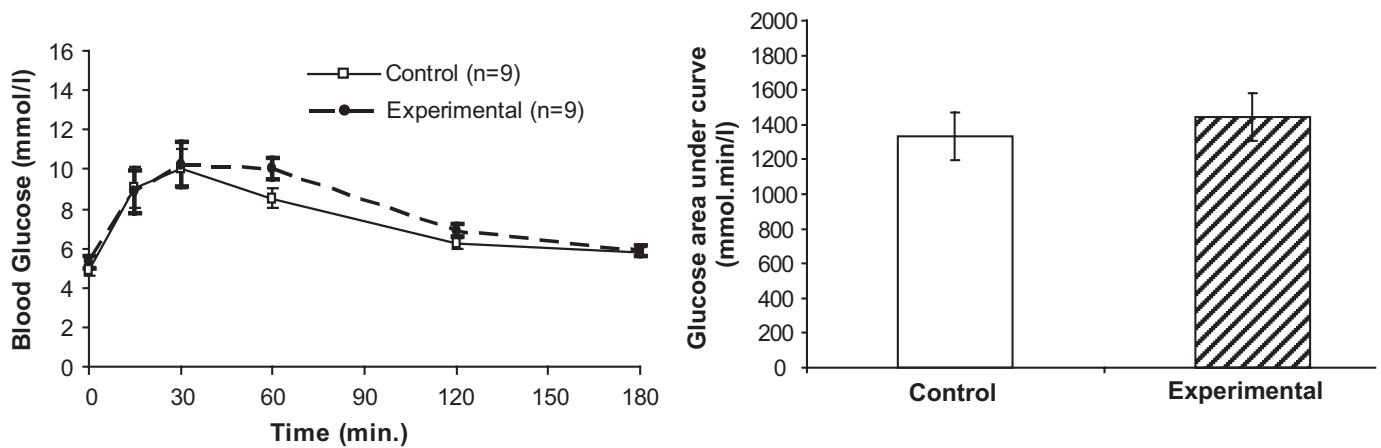 Blood Glucose (mmol/l)
16
14
12
10
8
6
4
2
0
Control (n=9)
Experimental (n=9)
0 30 60 90 120 150 180
Time (min.)
Glucose area under curve
(mmol.min/l)
2000
1800
1600
1400
1200
1000
800
600
400
200
0
Control Experimental